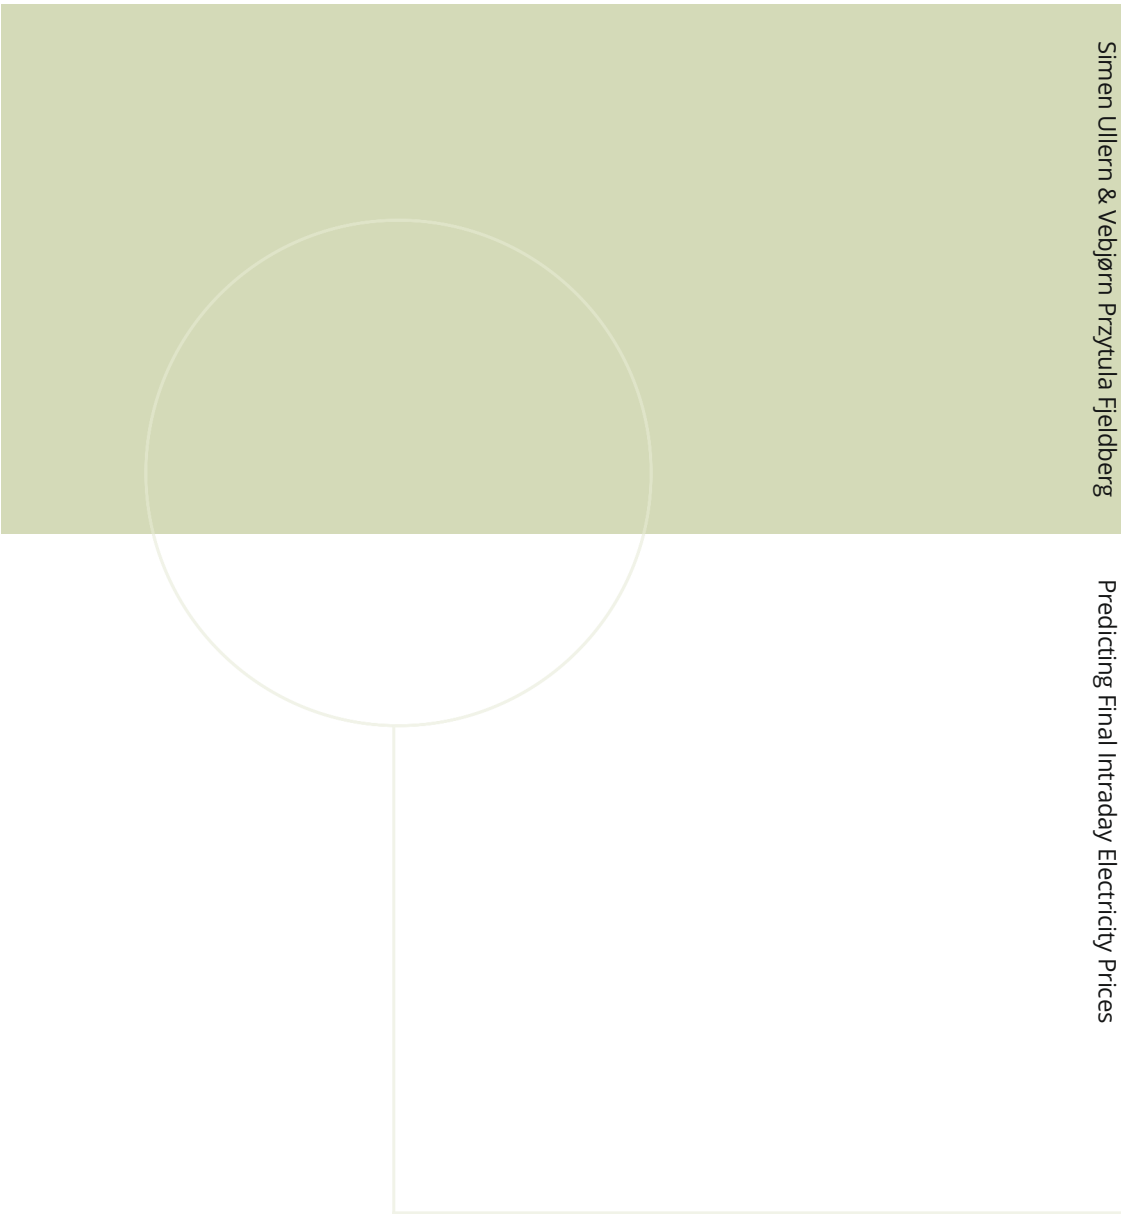 Simen Ullern & Vebjørn Przytula Fjeldberg
Predicting Final Intraday Electricity Prices